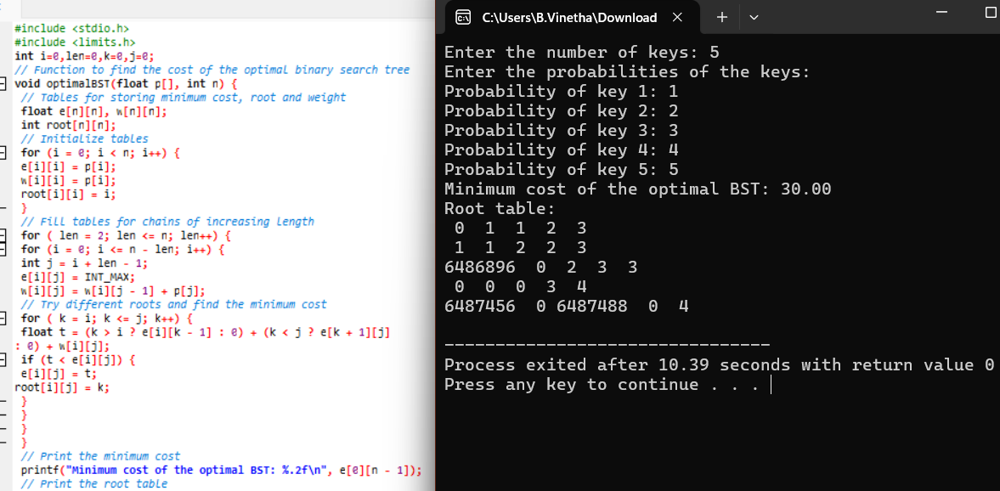 #include <stdio.h>
#include <limits.h>
int i=0,len=0,k=0,j=0;
// Function to find the cost of the optimal binary search tree
void optimalBST(float p[], int n) {
// Tables for storing minimum cost, root and weight
float e[n][n], w[n][n];
int root[n][n];
// Initialize tables
for (i = 0; i < n; i++) {
e[i][i] = p[i];
w[i][i] = p[i];
root[i][i] = i;
}
// Fill tables for chains of increasing length
for ( len = 2; len <= n; len++) {
for (i = 0; i <= n - len; i++) {
int j = i + len - 1;
e[i][j] = INT_MAX;
w[i][j] = w[i][j - 1] + p[j];
// Try different roots and find the minimum cost
for ( k = i; k <= j; k++) {
float t = (k > i ? e[i][k - 1] : 0) + (k < j ? e[k + 1][j]
: 0) + w[i][j];
if (t < e[i][j]) {
e[i][j] = t;
root[i][j] = k;
}
}
}
}
// Print the minimum cost
printf("Minimum cost of the optimal BST: %.2f\n", e[0][n - 1]);
// Print the root table
C:\Users\B.Vinetha\Download
Enter the number of keys: 5
Enter the probabilities of the keys:
Probability of key 1: 1
Probability of key 2: 2
Probability of key 3: 3
Probability of key 4: 4
Probability of key 5: 5
Minimum cost of the optimal BST: 30.00
Root table:
0 1 1 2 3
1 1 2 2 3
6486896 0 2 3 3
0 0 0 3 4
6487456 0 6487488 0 4
--------------------------------
Process exited after 10.39 seconds with return value 0
Press any key to continue . . .